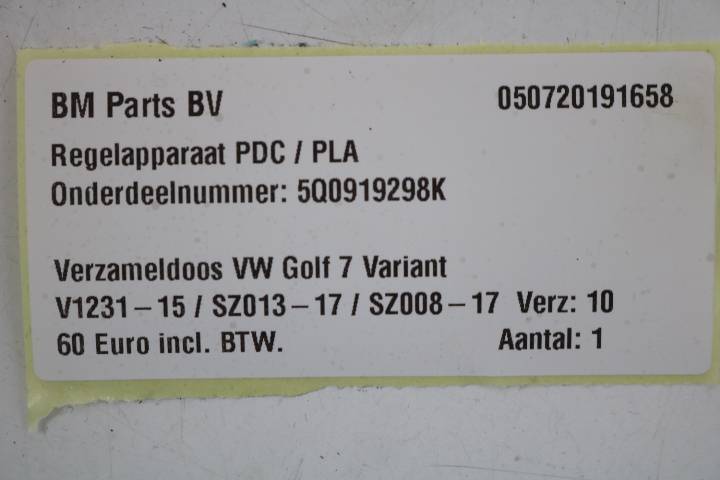 BM Parts BV 050720191658
Regelapparaat PDC / PLA
Onderdeelnummer: 5Q0919298K
Verzameldoos VW Golf 7 Variant
V1231-15 / SZ013-17 / SZ008-17 Verz: 10
60 Euro incl. BTW. Aantal: 1